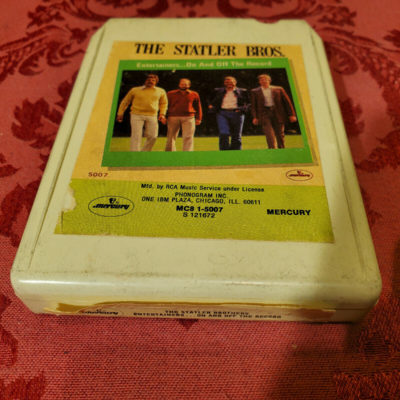 THE STATLER BROS.
Entertainers...On And Off The Record
5007
mercury
Mfd. by RCA Music Service under License
PHONOGRAM INC.
ONE IBM PLAZA, CHICAGO, ILL. 60611
mercury
MC8 1-5007
MERCURY
S 121672
THE STATLER BROTHERS
ENTERTAINERS... ON AND OFF THE RECORD